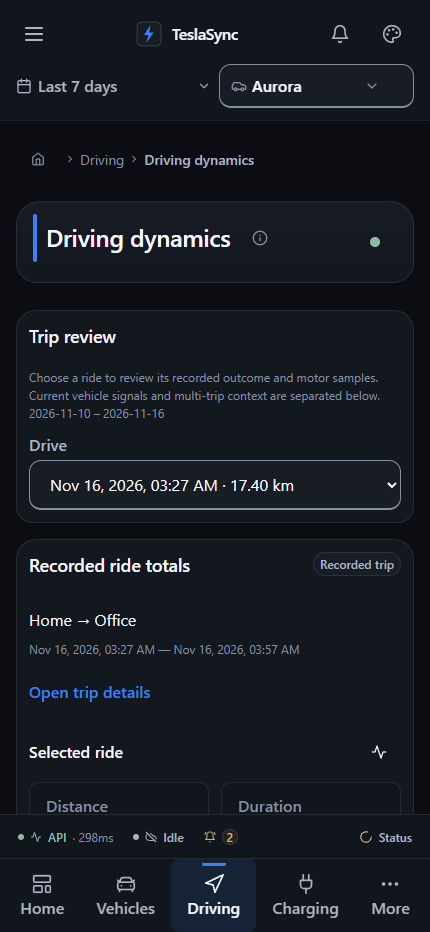 TeslaSync
Last 7 days
Aurora
Driving
Driving dynamics
Driving dynamics
Trip review
Choose a ride to review its recorded outcome and motor samples.
Current vehicle signals and multi-trip context are separated below.
2026-11-10 – 2026-11-16
Drive
Nov 16, 2026, 03:27 AM · 17.40 km
Recorded ride totals
Recorded trip
Home → Office
Nov 16, 2026, 03:27 AM — Nov 16, 2026, 03:57 AM
Open trip details
Selected ride
Distance
Duration
API · 298ms
Idle
2
Status
Home
Vehicles
Driving
Charging
More